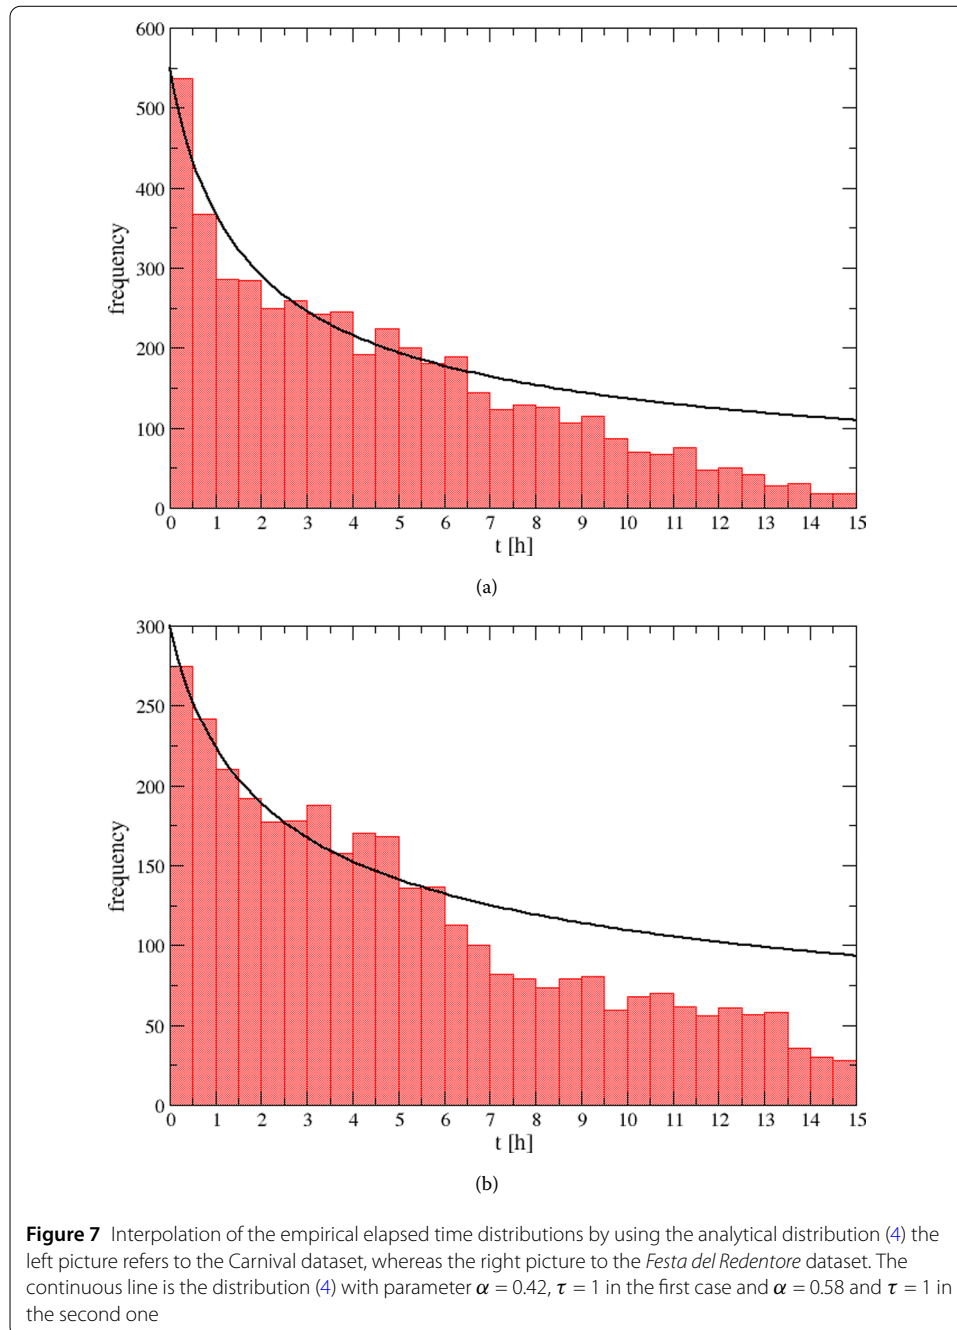 600
500
400
300
200
100
0
frequency
0 1 2 3 4 5 6 7 8 9 10 11 12 13 14 15
t [h]
(a)
300
250
200
150
100
50
0
frequency
0 1 2 3 4 5 6 7 8 9 10 11 12 13 14 15
t [h]
(b)
Figure 7 Interpolation of the empirical elapsed time distributions by using the analytical distribution (4) the
left picture refers to the Carnival dataset, whereas the right picture to the Festa del Redentore dataset. The
continuous line is the distribution (4) with parameter α = 0.42, τ = 1 in the first case and α = 0.58 and τ = 1 in
the second one